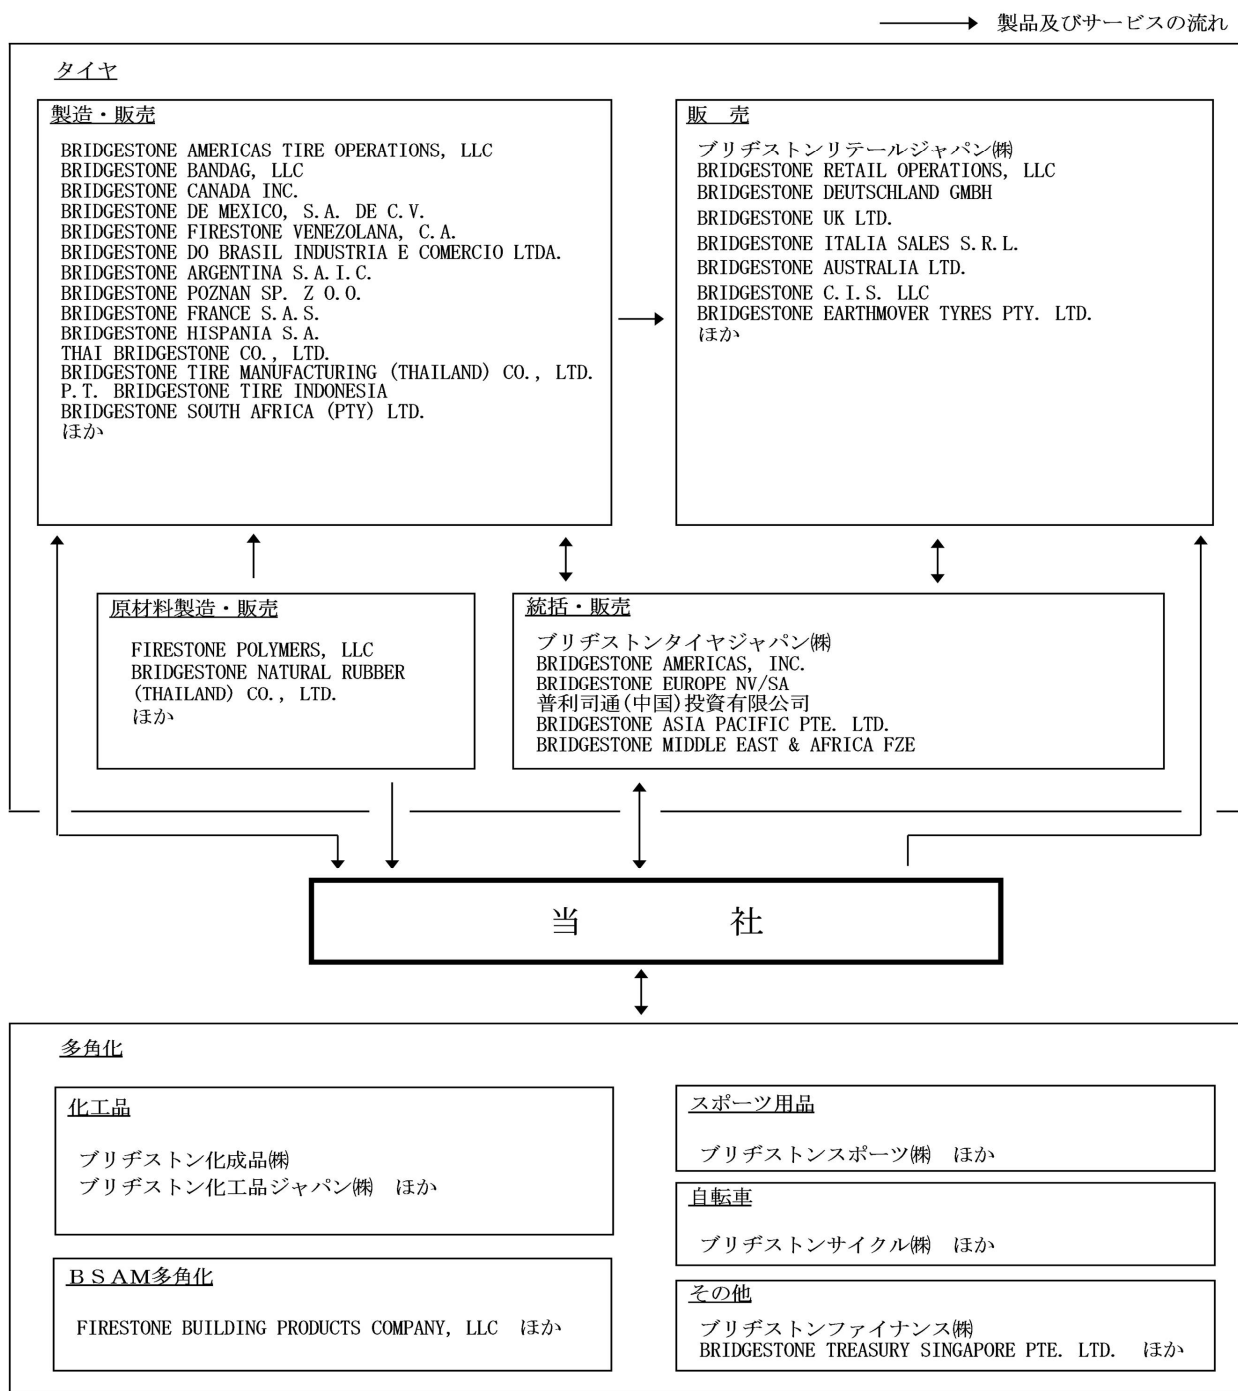 製品及びサービスの流れ
タイヤ
製造・販売
BRIDGESTONE AMERICAS TIRE OPERATIONS, LLC
BRIDGESTONE BANDAG, LLC
BRIDGESTONE CANADA INC.
BRIDGESTONE DE MEXICO, S.A. DE C.V.
BRIDGESTONE FIRESTONE VENEZOLANA, C.A.
BRIDGESTONE DO BRASIL INDUSTRIA E COMERCIO LTDA.
BRIDGESTONE ARGENTINA S.A.I.C.
BRIDGESTONE POZNAN SP. Z O.O.
BRIDGESTONE FRANCE S.A.S.
BRIDGESTONE HISPANIA S.A.
THAI BRIDGESTONE CO., LTD.
BRIDGESTONE TIRE MANUFACTURING (THAILAND) CO., LTD.
P.T. BRIDGESTONE TIRE INDONESIA
BRIDGESTONE SOUTH AFRICA (PTY) LTD.
ほか
販　売
ブリヂストンリテールジャパン㈱
BRIDGESTONE RETAIL OPERATIONS, LLC
BRIDGESTONE DEUTSCHLAND GMBH
BRIDGESTONE UK LTD.
BRIDGESTONE ITALIA SALES S.R.L.
BRIDGESTONE AUSTRALIA LTD.
BRIDGESTONE C.I.S. LLC
BRIDGESTONE EARTHMOVER TYRES PTY. LTD.
ほか
原材料製造・販売
FIRESTONE POLYMERS, LLC
BRIDGESTONE NATURAL RUBBER
(THAILAND) CO., LTD.
ほか
統括・販売
ブリヂストンタイヤジャパン㈱
BRIDGESTONE AMERICAS, INC.
BRIDGESTONE EUROPE NV/SA
普利司通(中国)投資有限公司
BRIDGESTONE ASIA PACIFIC PTE. LTD.
BRIDGESTONE MIDDLE EAST & AFRICA FZE
当　　社
多角化
化工品
ブリヂストン化成品㈱
ブリヂストン化工品ジャパン㈱　ほか
ＢＳＡＭ多角化
FIRESTONE BUILDING PRODUCTS COMPANY, LLC　ほか
スポーツ用品
ブリヂストンスポーツ㈱　ほか
自転車
ブリヂストンサイクル㈱　ほか
その他
ブリヂストンファイナンス㈱
BRIDGESTONE TREASURY SINGAPORE PTE. LTD.　ほか